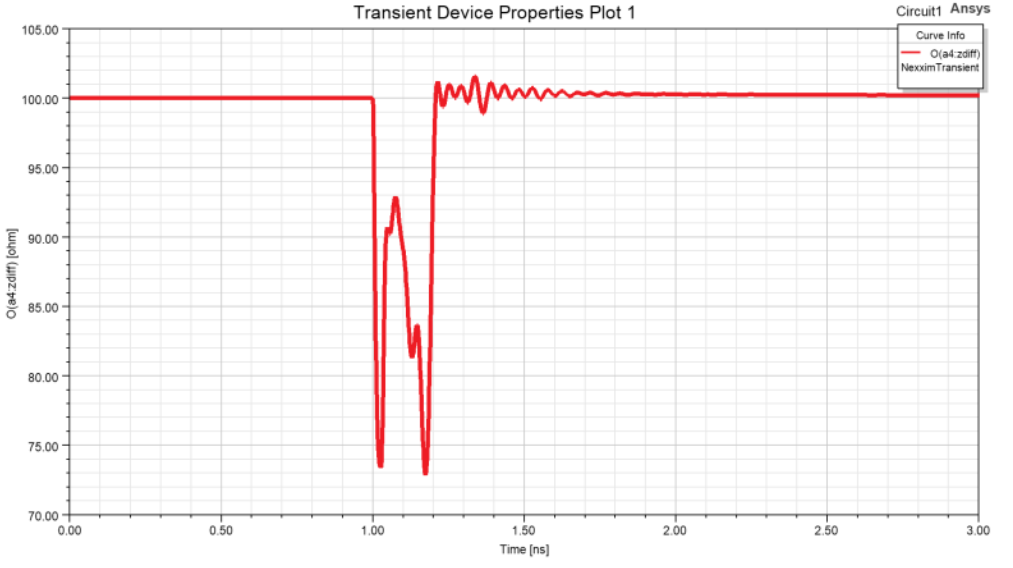 Transient Device Properties Plot 1
Circuit1 Ansys
Curve Info
O(a4:zdiff)
NexximTransient
105.00
100.00
95.00
90.00
85.00
80.00
75.00
70.00
O(a4:zdiff) [ohm]
0.00 0.50 1.00 1.50 2.00 2.50 3.00
Time [ns]